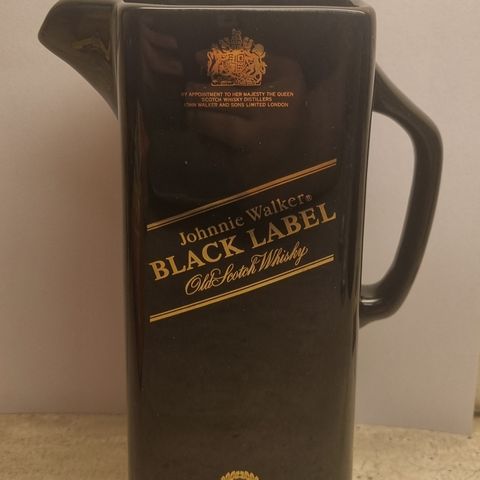 BY APPOINTMENT TO HER MAJESTY THE QUEEN
SCOTCH WHISKY DISTILLERS
JOHN WALKER AND SONS LIMITED LONDON
Johnnie Walker®
BLACK LABEL
Old Scotch Whisky